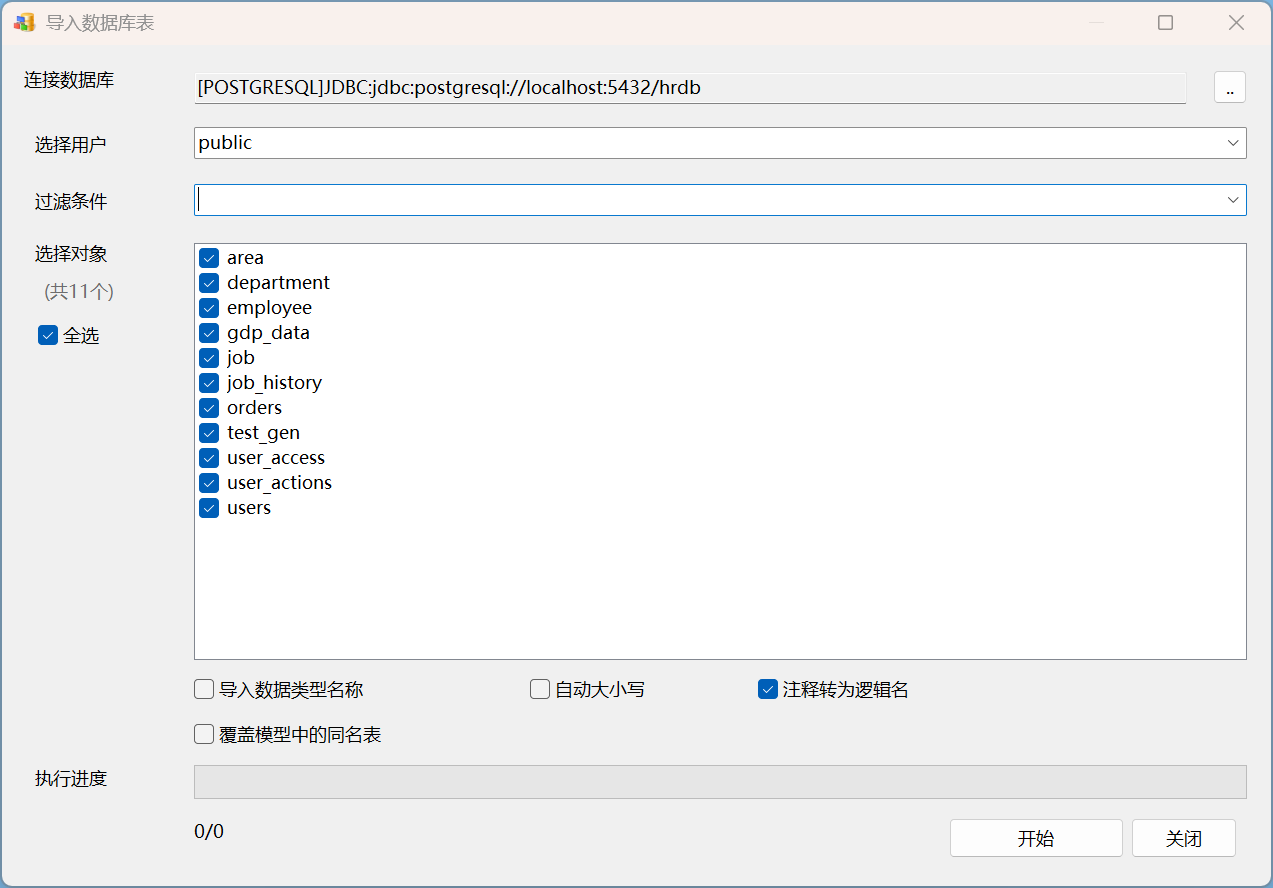 导入数据库表
连接数据库
[POSTGRESQL]JDBC:jdbc:postgresql://localhost:5432/hrdb
..
选择用户
public
过滤条件
选择对象
(共11个)
全选
area
department
employee
gdp_data
job
job_history
orders
test_gen
user_access
user_actions
users
导入数据类型名称
自动大小写
注释转为逻辑名
覆盖模型中的同名表
执行进度
0/0
开始
关闭